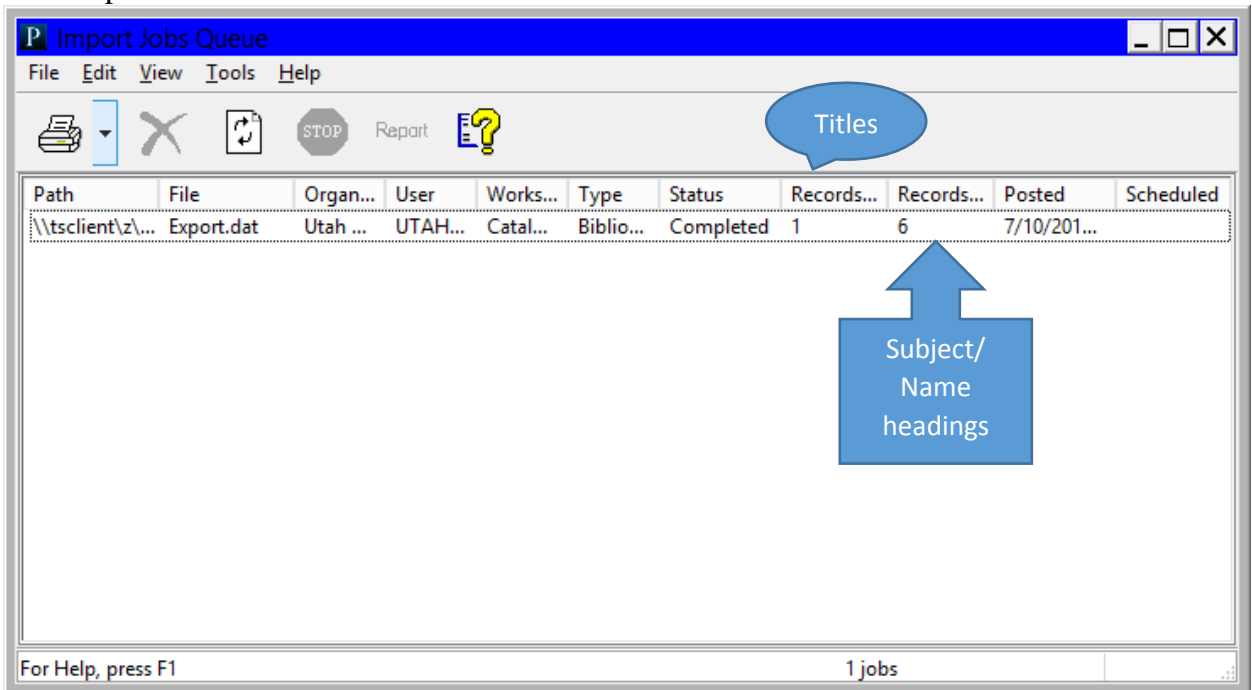 P Import Jobs Queue
File Edit View Tools Help
STOP Report
Titles
Path File Organ... User Works... Type Status Records... Records... Posted Scheduled
\\tsclient\z\... Export.dat Utah ... UTAH... Catal... Biblio... Completed 1 6 7/10/201...
Subject/
Name
headings
For Help, press F1 1 jobs